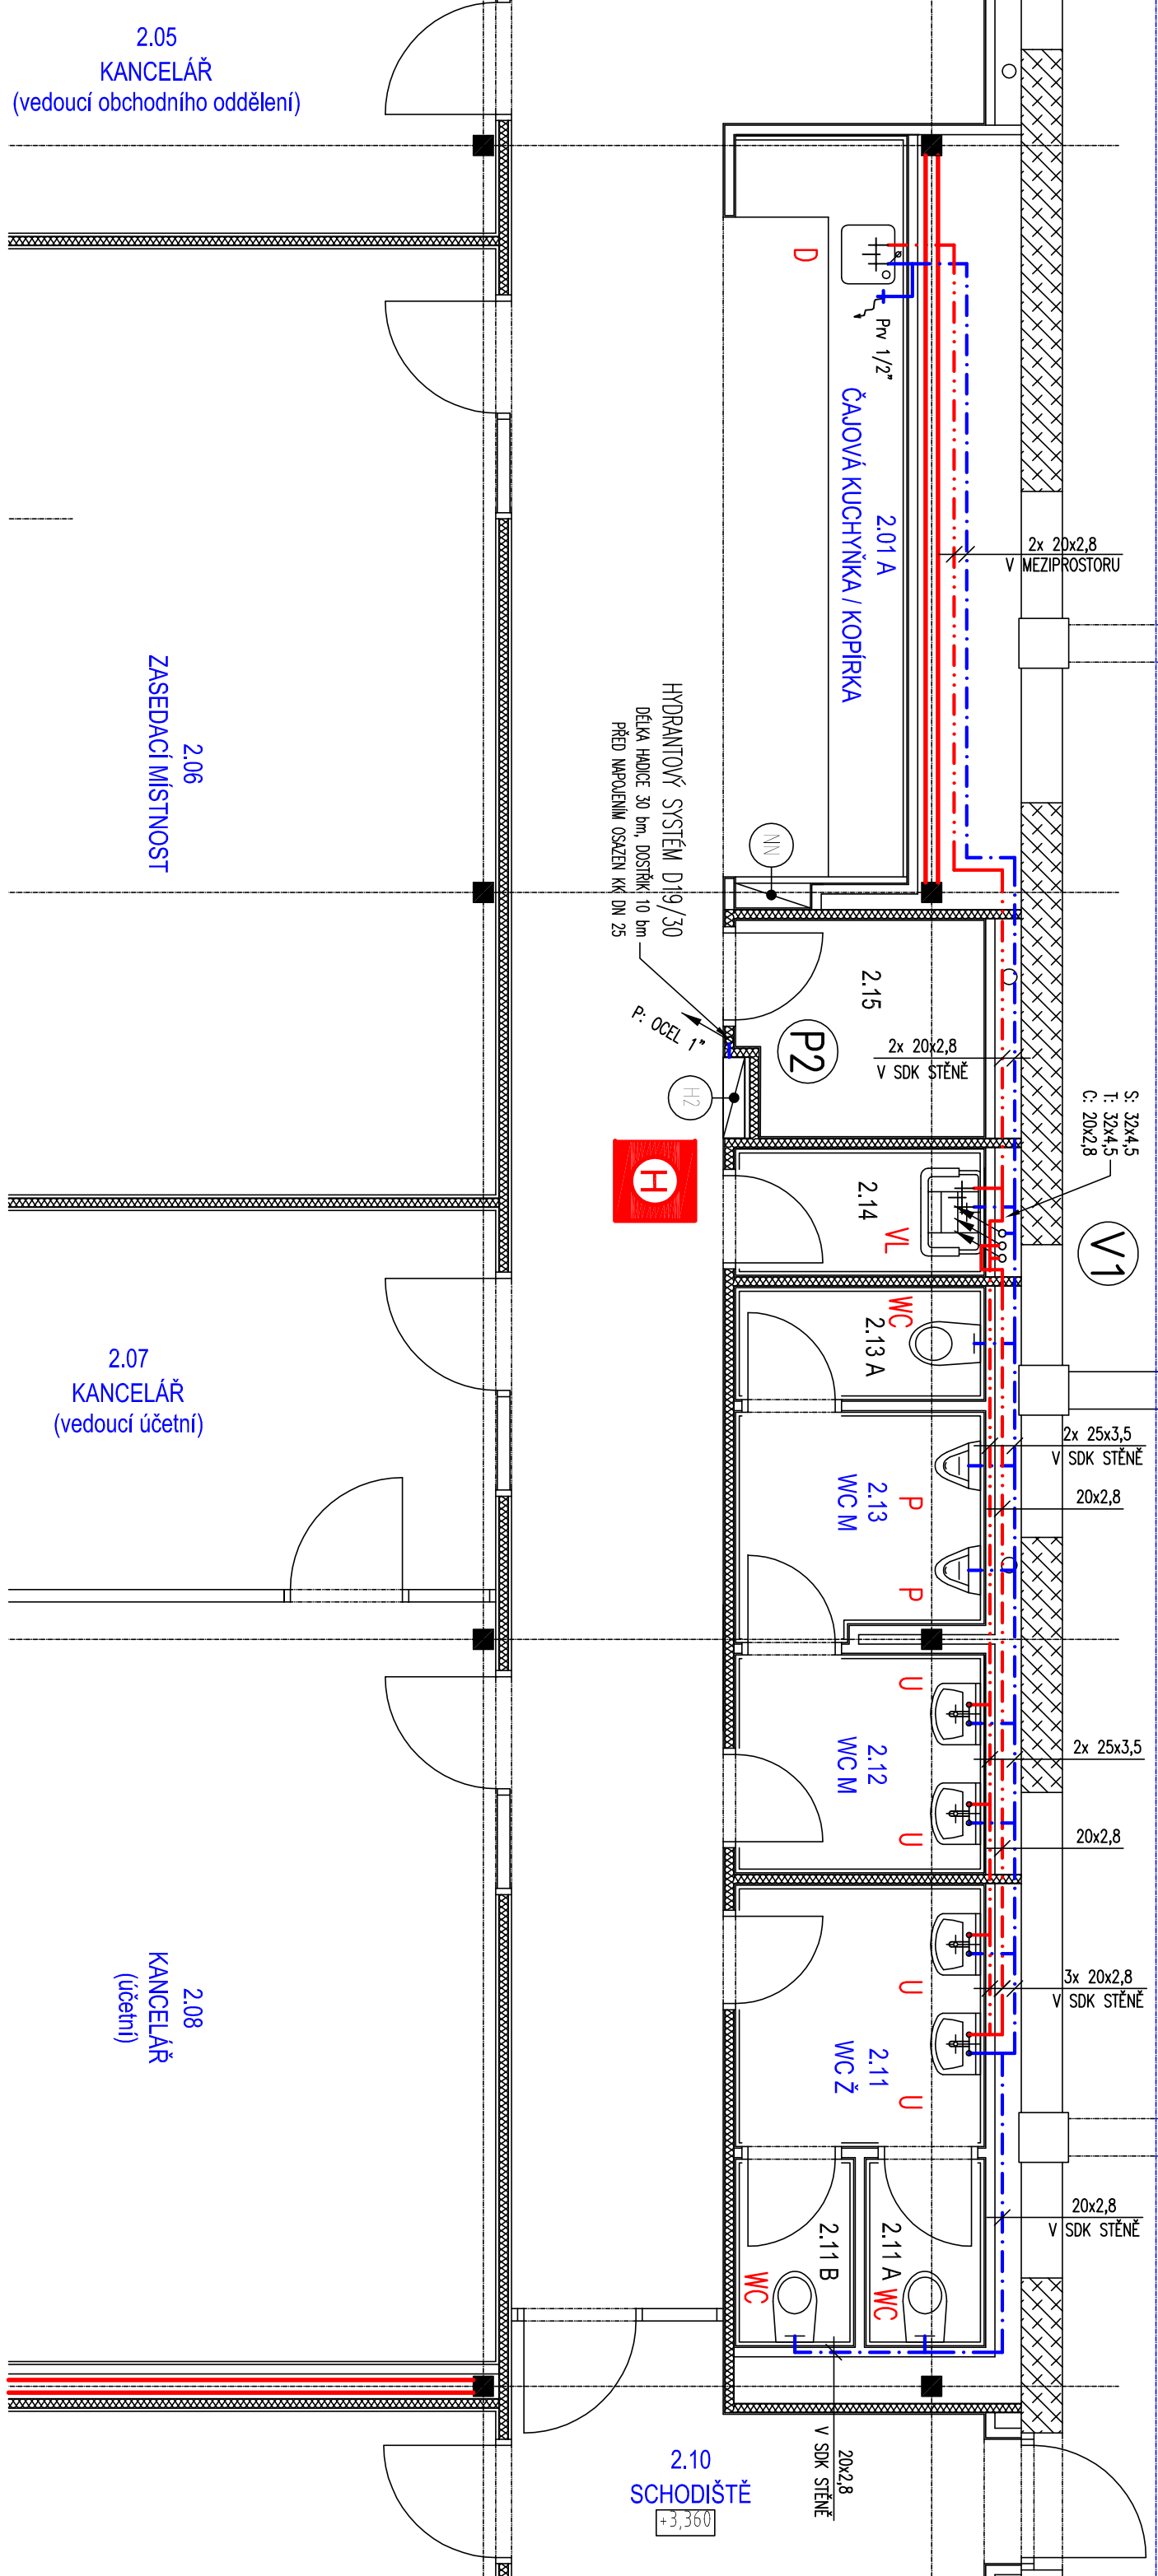 2.05
KANCELÁŘ
(vedoucí obchodního oddělení)
D
Prv 1/2"
2.01 A
ČAJOVÁ KUCHYŇKA / KOPÍRKA
2x 20x2,8
V MEZIPROSTORU
2.06
ZASEDACÍ MÍSTNOST
HYDRANTOVÝ SYSTÉM D19/30
DÉLKA HADICE 30 bm, DOSTŘIK 10 bm
PŘED NAPOJENÍM OSAZEN KK DN 25
NN
2.15
P2
P: OCEL 1"
2x 20x2,8
V SDK STĚNĚ
H2
H
S: 32x4,5
T: 32x4,5
C: 20x2,8
V1
2.14
VL
WC
2.13 A
2.07
KANCELÁŘ
(vedoucí účetní)
2x 25x3,5
V SDK STĚNĚ
20x2,8
2.13
WC M
P
P
U
2.12
WC M
U
2x 25x3,5
20x2,8
2.08
KANCELÁŘ
(účetní)
U
2.11
WC Ž
U
3x 20x2,8
V SDK STĚNĚ
2.11 B
WC
2.11 A
WC
20x2,8
V SDK STĚNĚ
20x2,8
V SDK STĚNĚ
2.10
SCHODIŠTĚ
+3,360